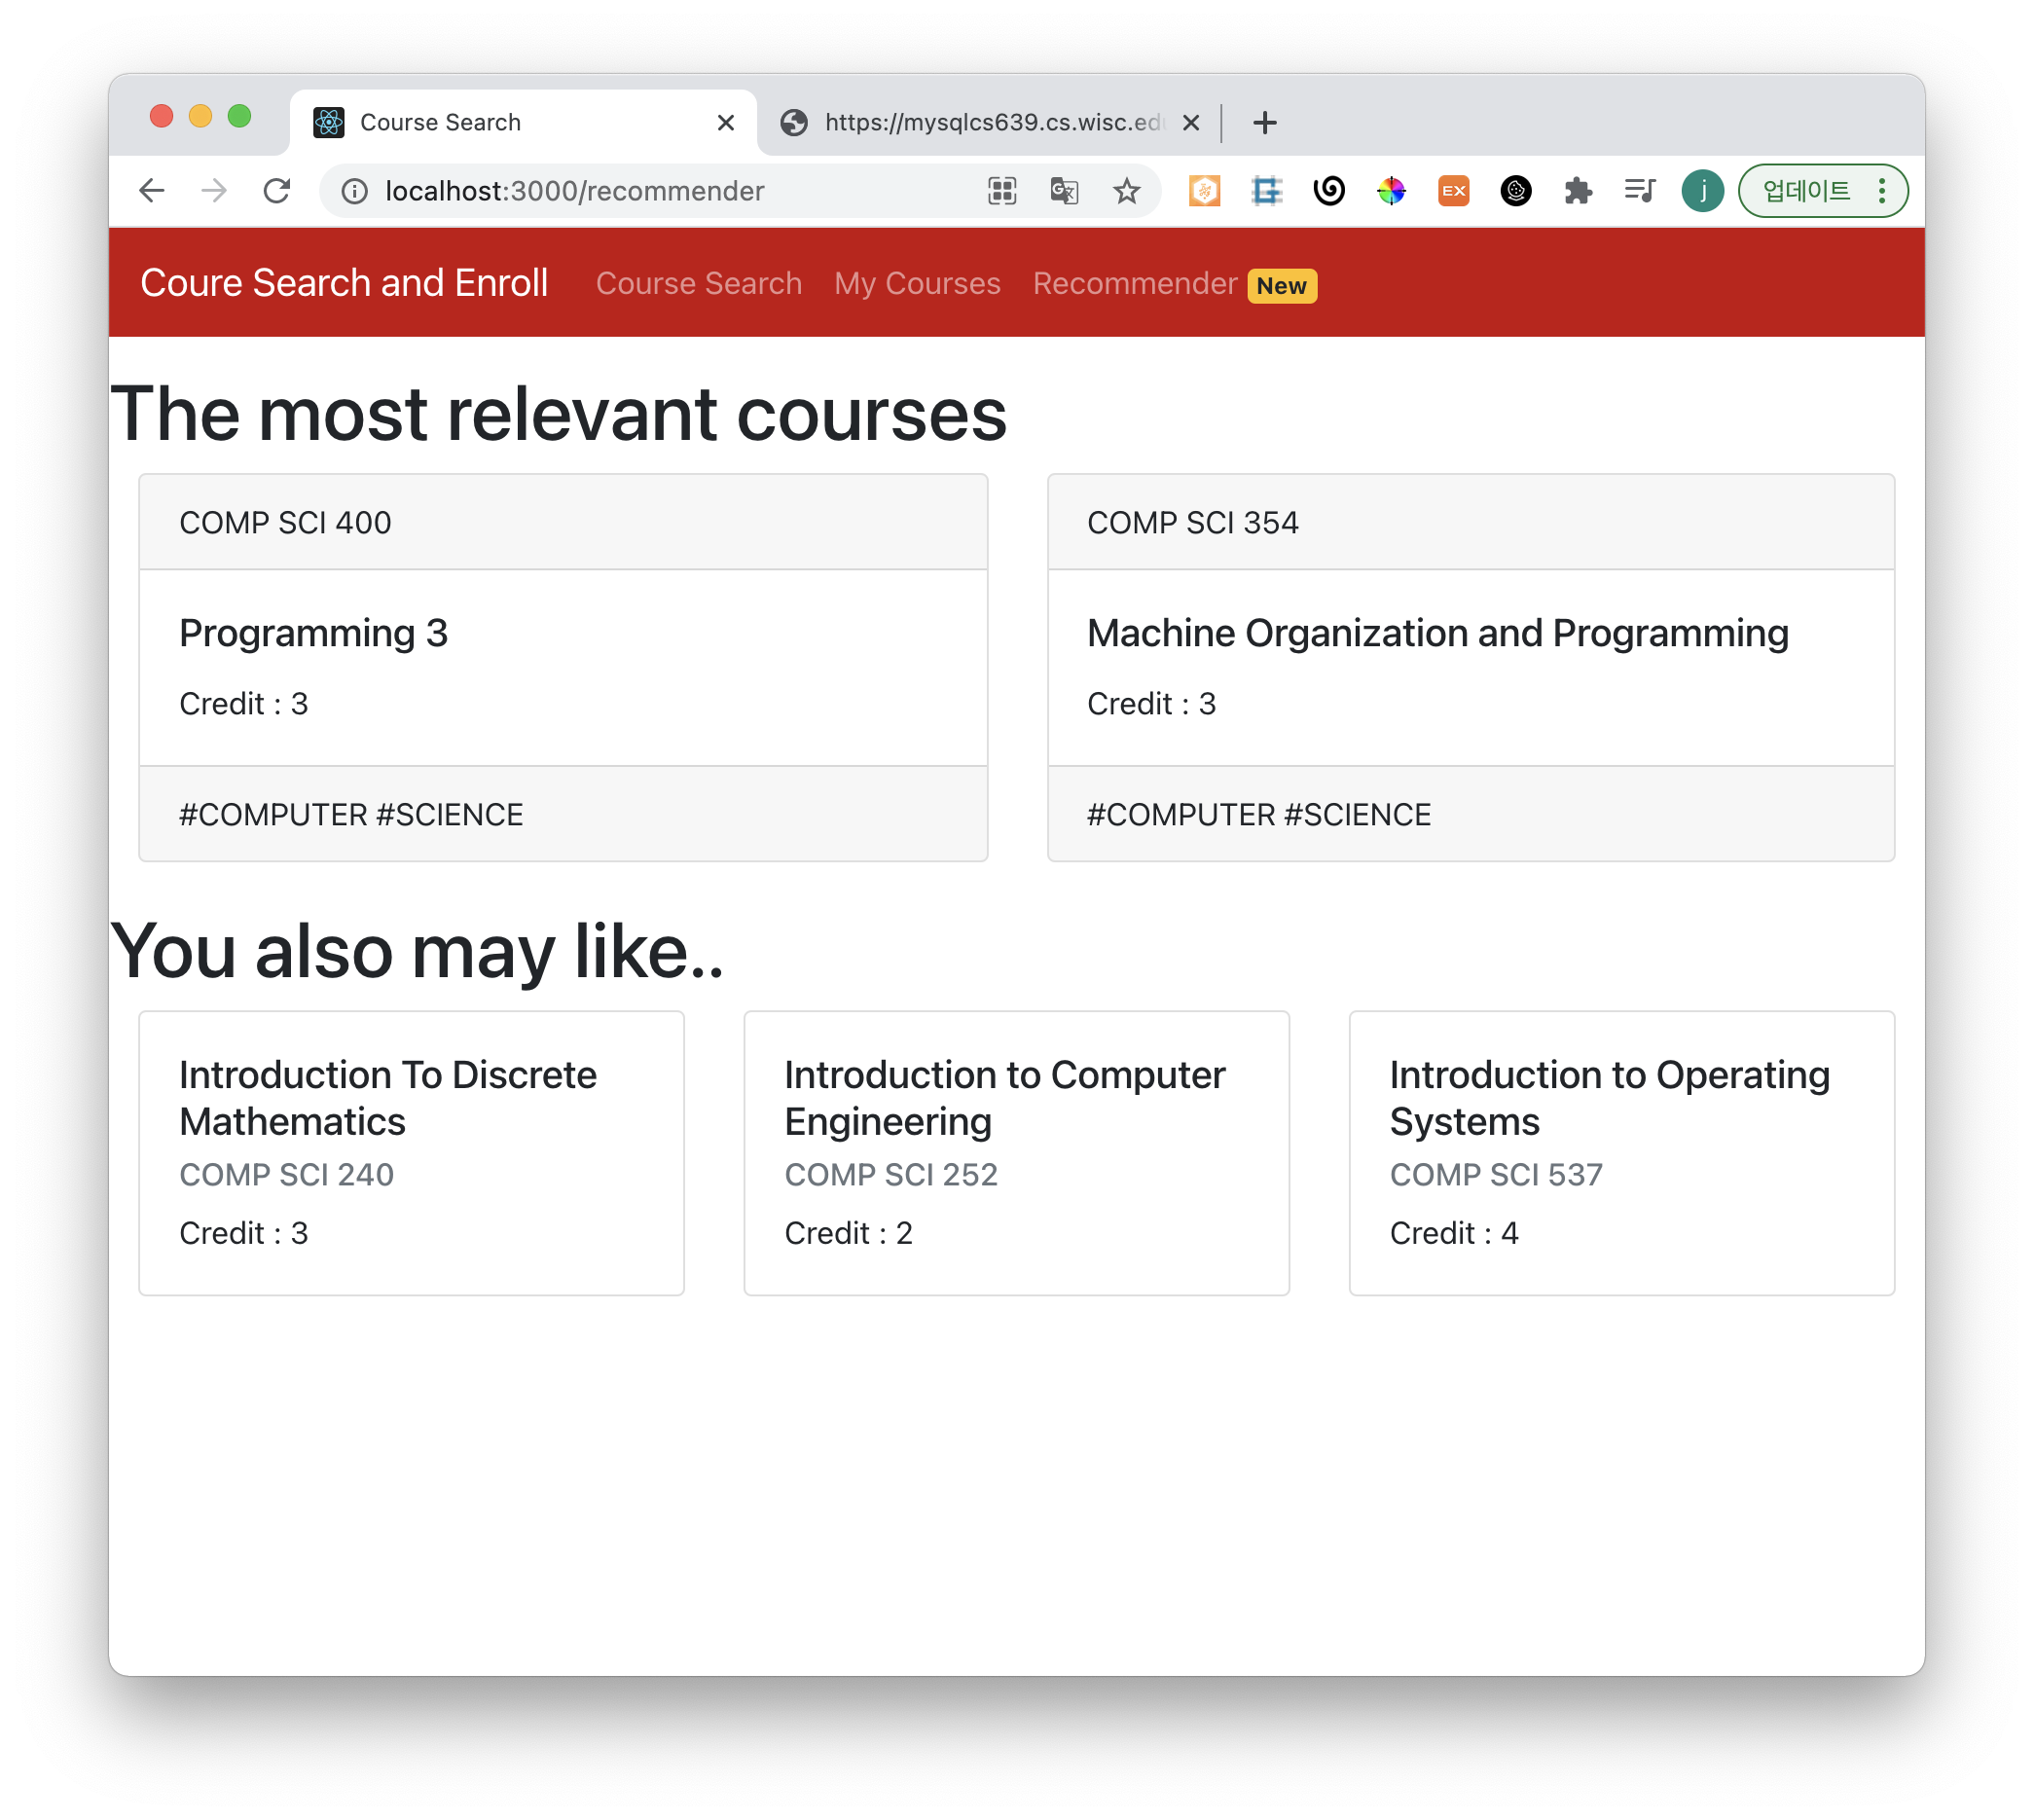 Course Search
https://mysqlcs639.cs.wisc.edu
localhost:3000/recommender
EX
j
업데이트
Coure Search and Enroll
Course Search
My Courses
Recommender New
The most relevant courses
COMP SCI 400
Programming 3
Credit : 3
#COMPUTER #SCIENCE
COMP SCI 354
Machine Organization and Programming
Credit : 3
#COMPUTER #SCIENCE
You also may like..
Introduction To Discrete
Mathematics
COMP SCI 240
Credit : 3
Introduction to Computer
Engineering
COMP SCI 252
Credit : 2
Introduction to Operating
Systems
COMP SCI 537
Credit : 4